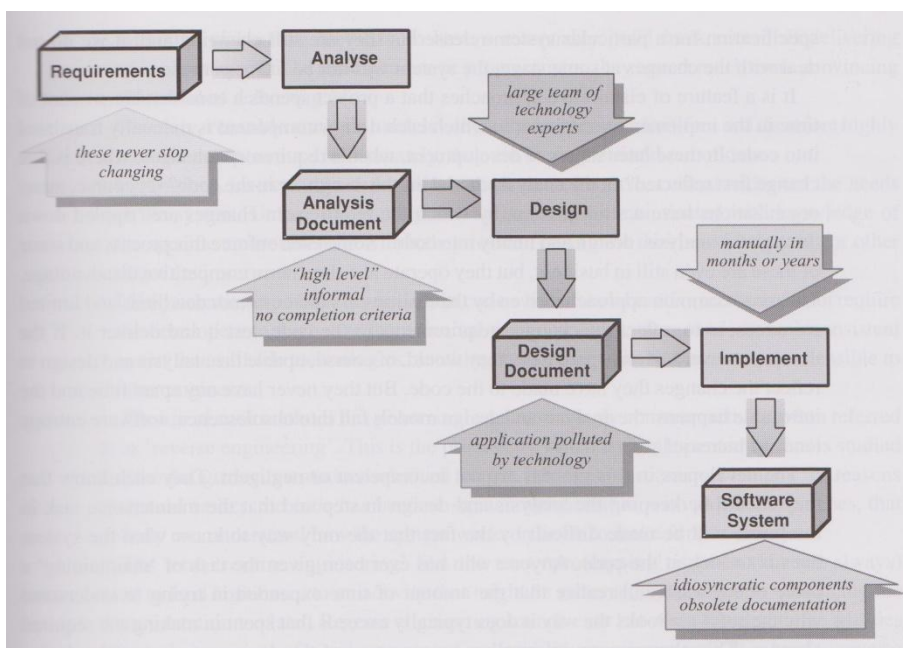 Requirements
Analyse
these never stop
changing
large team of
technology
experts
Analysis
Document
Design
"high level"
informal
no completion criteria
manually in
months or years
Design
Document
Implement
application polluted
by technology
Software
System
idiosyncratic components
obsolete documentation